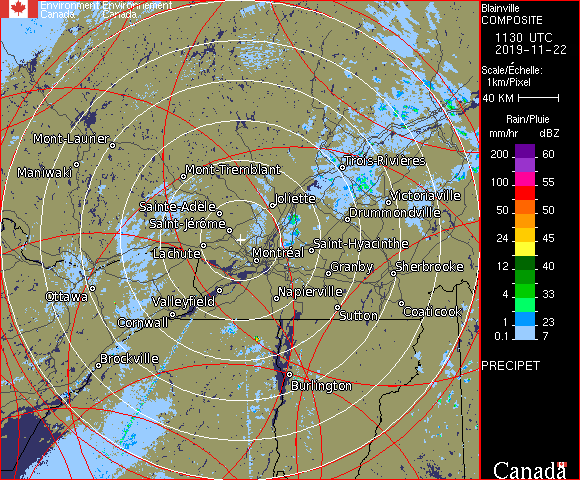 Environment Environnement
Canada Canada
Mont-Laurier
Maniwaki
Mont-Tremblant
Trois-Rivières
Sainte-Adele
Joliette
Victoriaville
Drummondville
Saint-Jérôme
Lachute
Montréal
Saint-Hyacinthe
Granby
Sherbrooke
Ottawa
Valleyfield
Napierville
Cornwall
Sutton
Coaticook
Brockville
Burlington
Blainville
COMPOSITE
1130 UTC
2019-11-22
Scale/Échelle:
1km/Pixel
40 KM
Rain/Pluie
mm/hr dBZ
200 60
100 55
50 50
24 45
12 40
4 33
1 23
0.1 7
PRECIPET
Canada